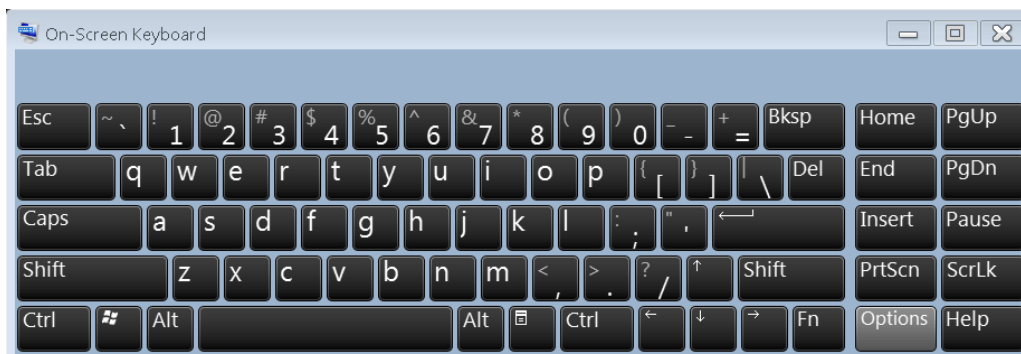 On-Screen Keyboard
Esc ~ ` ! 1 @ 2 # 3 $ 4 % 5 ^ 6 & 7 * 8 ( 9 ) 0 _ - + = Bksp Home PgUp
Tab q w e r t y u i o p { [ } ] | \ Del End PgDn
Caps a s d f g h j k l : ; " ' Insert Pause
Shift z x c v b n m < , > . ? / ↑ Shift PrtScn ScrLk
Ctrl Alt Alt Ctrl ← ↓ → Fn Options Help